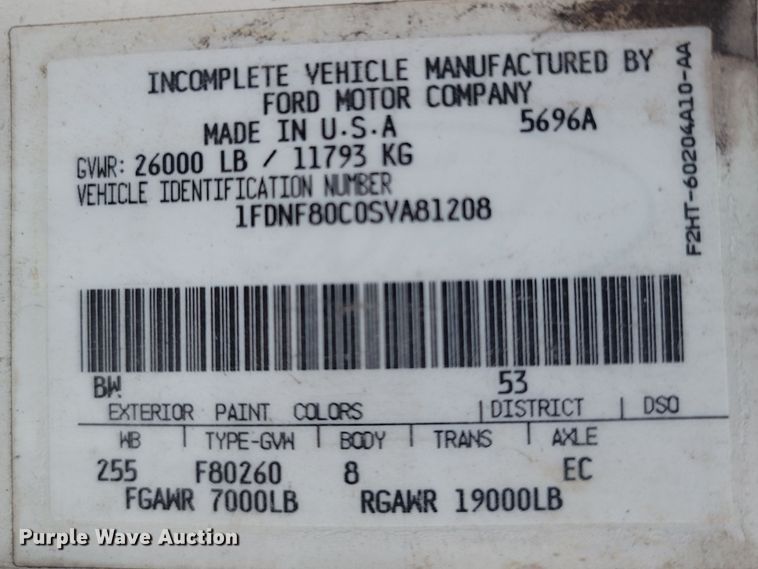 INCOMPLETE VEHICLE MANUFACTURED BY
FORD MOTOR COMPANY
MADE IN U.S.A 5696A
GVWR: 26000 LB / 11793 KG
VEHICLE IDENTIFICATION NUMBER
1FDNF80C0SVA81208
F2HT-60204A10-AA
BW 53
EXTERIOR PAINT COLORS | DISTRICT | DSO
WB | TYPE-GVW | BODY | TRANS | AXLE
255 F80260 8 EC
FGAWR 7000LB RGAWR 19000LB
Purple Wave Auction